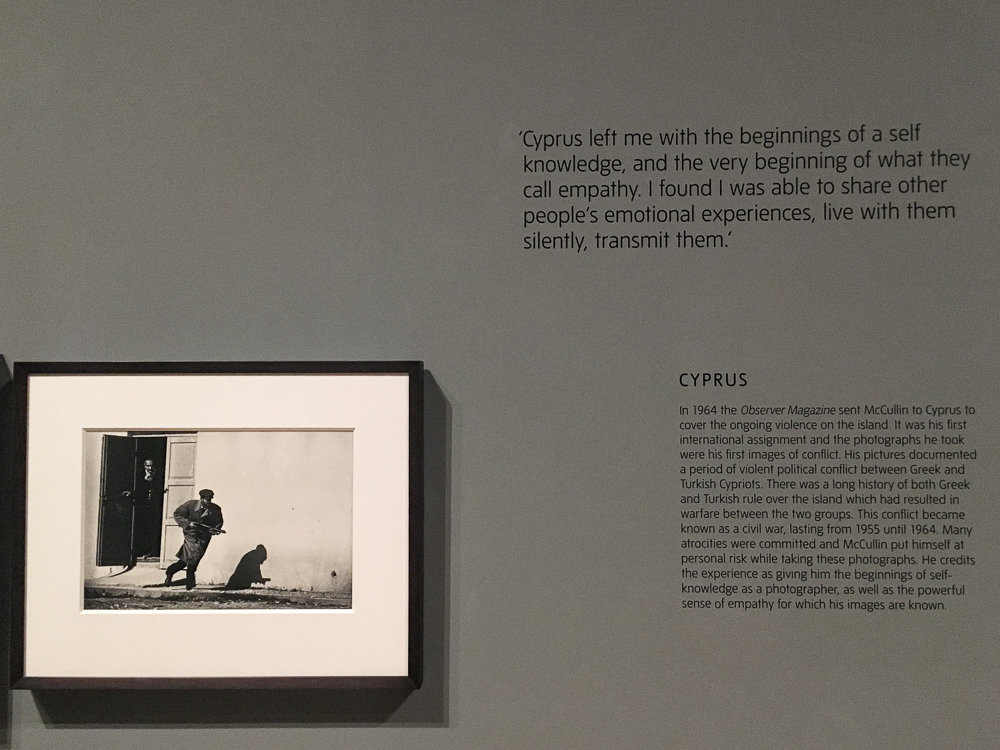 ‘Cyprus left me with the beginnings of a self
knowledge, and the very beginning of what they
call empathy. I found I was able to share other
people’s emotional experiences, live with them
silently, transmit them.’
CYPRUS
In 1964 the Observer Magazine sent McCullin to Cyprus to
cover the ongoing violence on the island. It was his first
international assignment and the photographs he took
were his first images of conflict. His pictures documented
a period of violent political conflict between Greek and
Turkish Cypriots. There was a long history of both Greek
and Turkish rule over the island which had resulted in
warfare between the two groups. This conflict became
known as a civil war, lasting from 1955 until 1964. Many
atrocities were committed and McCullin put himself at
personal risk while taking these photographs. He credits
the experience as giving him the beginnings of self-
knowledge as a photographer, as well as the powerful
sense of empathy for which his images are known.